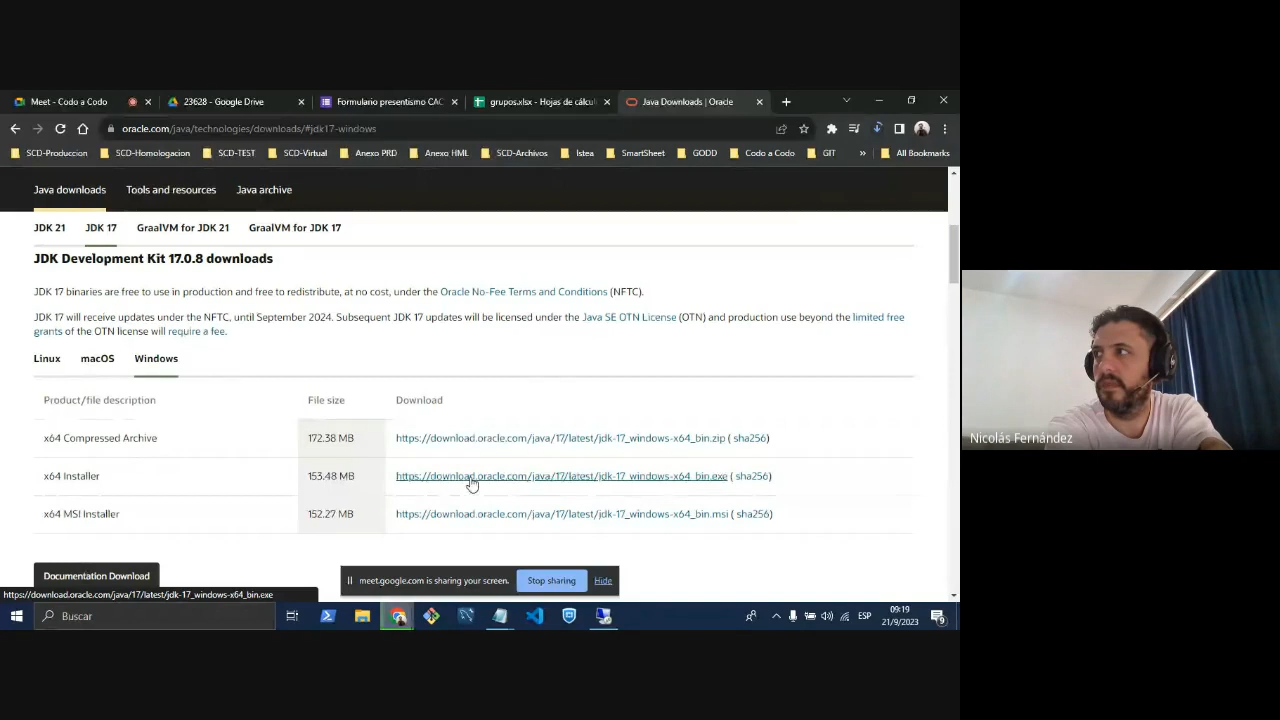 Meet - Codo a Codo
23628 - Google Drive
Formulario presentismo CAC
grupos.xlsx - Hojas de cálcu
Java Downloads | Oracle
oracle.com/java/technologies/downloads/#jdk17-windows
SCD-Produccion SCD-Homologacion SCD-TEST SCD-Virtual Anexo PRD Anexo HML SCD-Archivos Istea SmartSheet GODD Codo a Codo GIT » All Bookmarks
Java downloads Tools and resources Java archive
JDK 21 JDK 17 GraalVM for JDK 21 GraalVM for JDK 17
JDK Development Kit 17.0.8 downloads
JDK 17 binaries are free to use in production and free to redistribute, at no cost, under the Oracle No-Fee Terms and Conditions (NFTC).
JDK 17 will receive updates under the NFTC, until September 2024. Subsequent JDK 17 updates will be licensed under the Java SE OTN License (OTN) and production use beyond the limited free
grants of the OTN license will require a fee.
Linux macOS Windows
Product/file description File size Download
x64 Compressed Archive 172.38 MB https://download.oracle.com/java/17/latest/jdk-17_windows-x64_bin.zip ( sha256)
x64 Installer 153.48 MB https://download.oracle.com/java/17/latest/jdk-17_windows-x64_bin.exe ( sha256)
x64 MSI Installer 152.27 MB https://download.oracle.com/java/17/latest/jdk-17_windows-x64_bin.msi ( sha256)
Documentation Download
meet.google.com is sharing your screen. Stop sharing Hide
https://download.oracle.com/java/17/latest/jdk-17_windows-x64_bin.exe
Buscar
ESP
09:19
21/9/2023
9
Nicolás Fernández